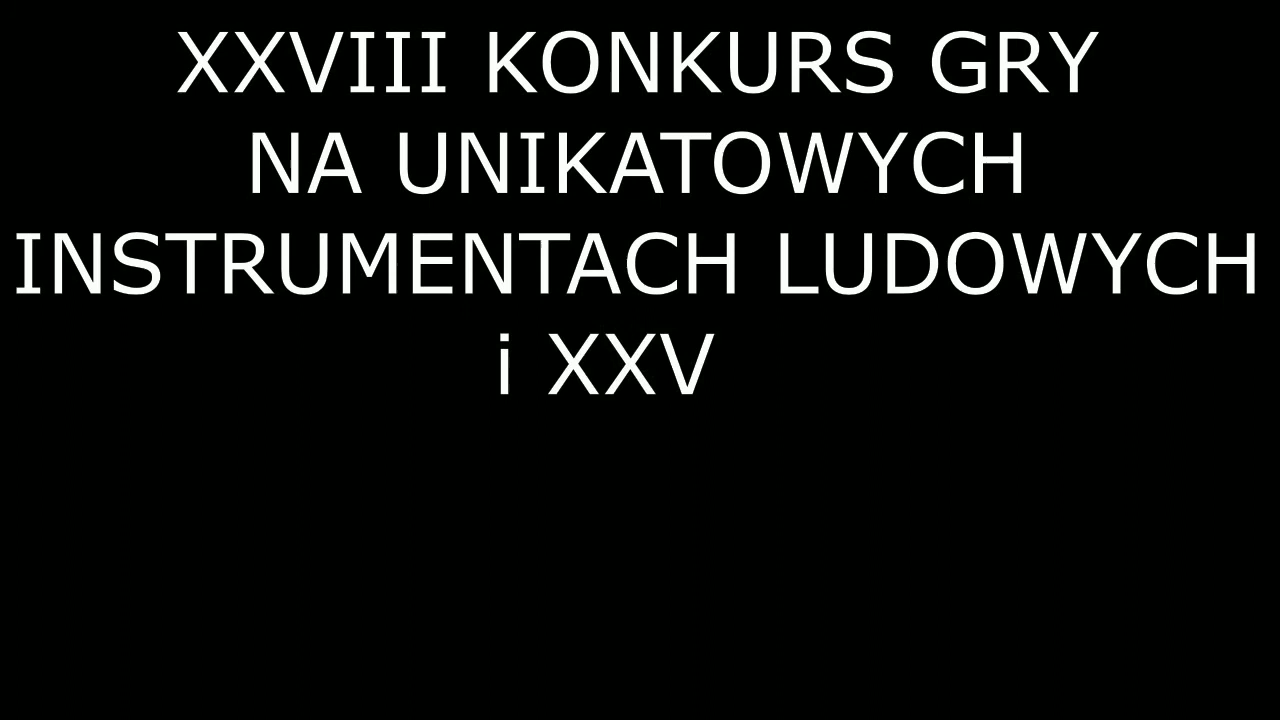 XXVIII KONKURS GRY
NA UNIKATOWYCH
INSTRUMENTACH LUDOWYCH
i XXV